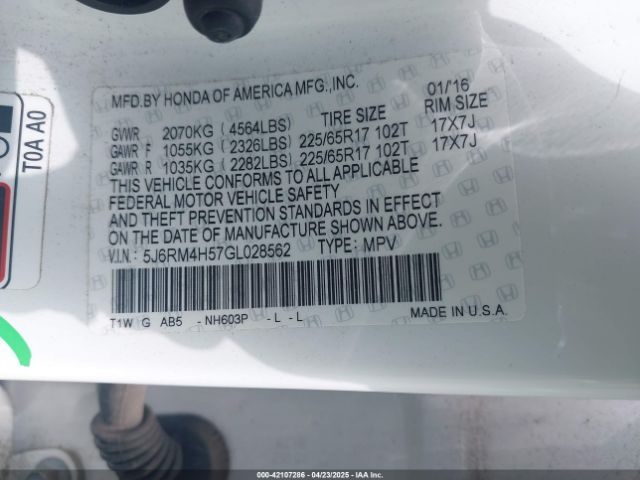 MFD.BY HONDA OF AMERICA MFG.,INC. 01/'16
TIRE SIZE RIM SIZE
GVWR 2070KG ( 4564LBS)
GAWR F 1055KG ( 2326LBS) 225/65R17 102T 17X7J
GAWR R 1035KG ( 2282LBS) 225/65R17 102T 17X7J
THIS VEHICLE CONFORMS TO ALL APPLICABLE
FEDERAL MOTOR VEHICLE SAFETY
AND THEFT PREVENTION STANDARDS IN EFFECT
ON THE DATE OF MANUFACTURE SHOWN ABOVE.
V.I.N.: 5J6RM4H57GL028562 TYPE: MPV
T1W G AB5 - NH603P - L - L
MADE IN U.S.A.
T0A A0
000-42107286 - 04/23/2025 - IAA Inc.